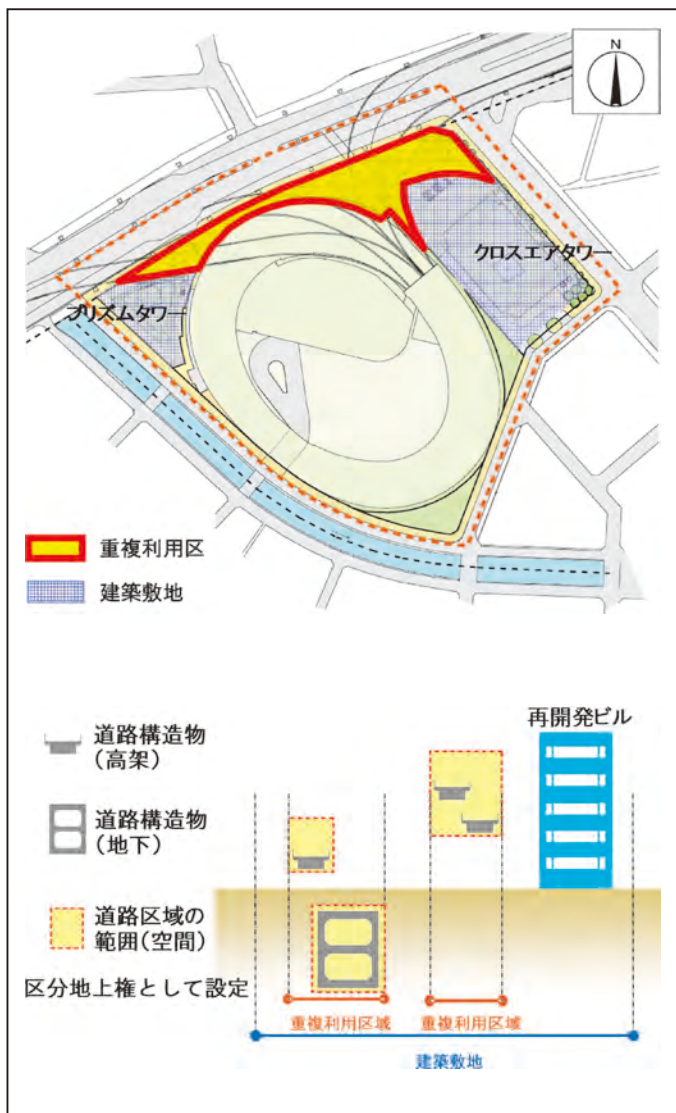 N
クロスエアタワー
プリズムタワー
重複利用区
建築敷地
再開発ビル
道路構造物
(高架)
道路構造物
(地下)
道路区域の
範囲(空間)
区分地上権として設定
重複利用区域
重複利用区域
建築敷地